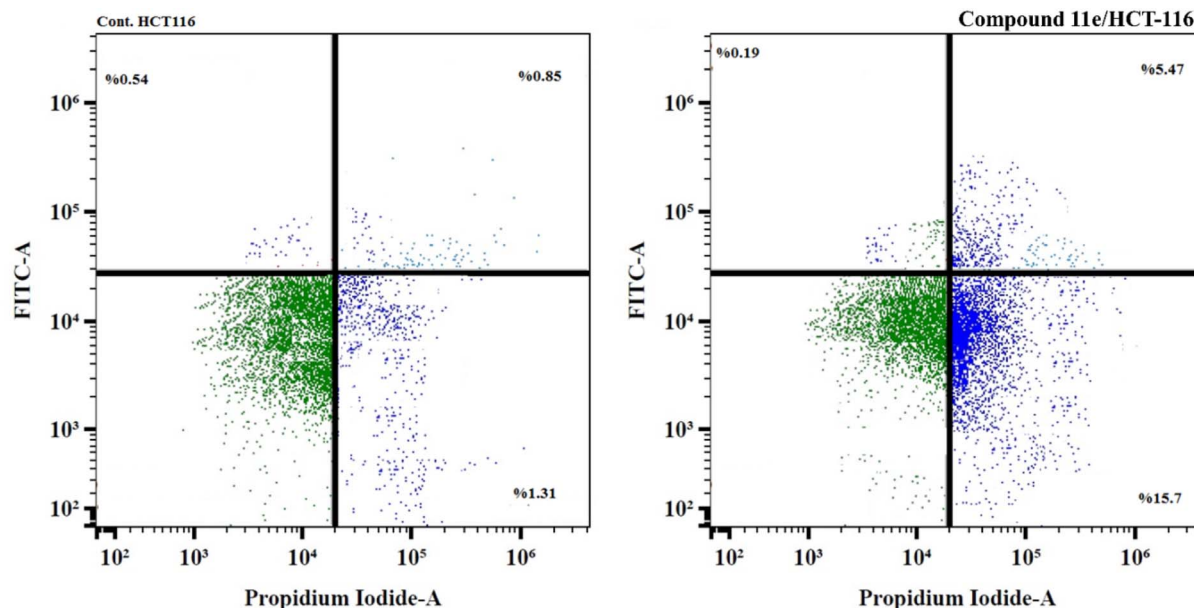 Cont. HCT116
%0.54
%0.85
10⁶
10⁵
10⁴
10³
10²
FITC-A
%1.31
10² 10³ 10⁴ 10⁵ 10⁶
Propidium Iodide-A
Compound 11e/HCT-116
%0.19
%5.47
10⁶
10⁵
10⁴
10³
10²
FITC-A
%15.7
10² 10³ 10⁴ 10⁵ 10⁶
Propidium Iodide-A